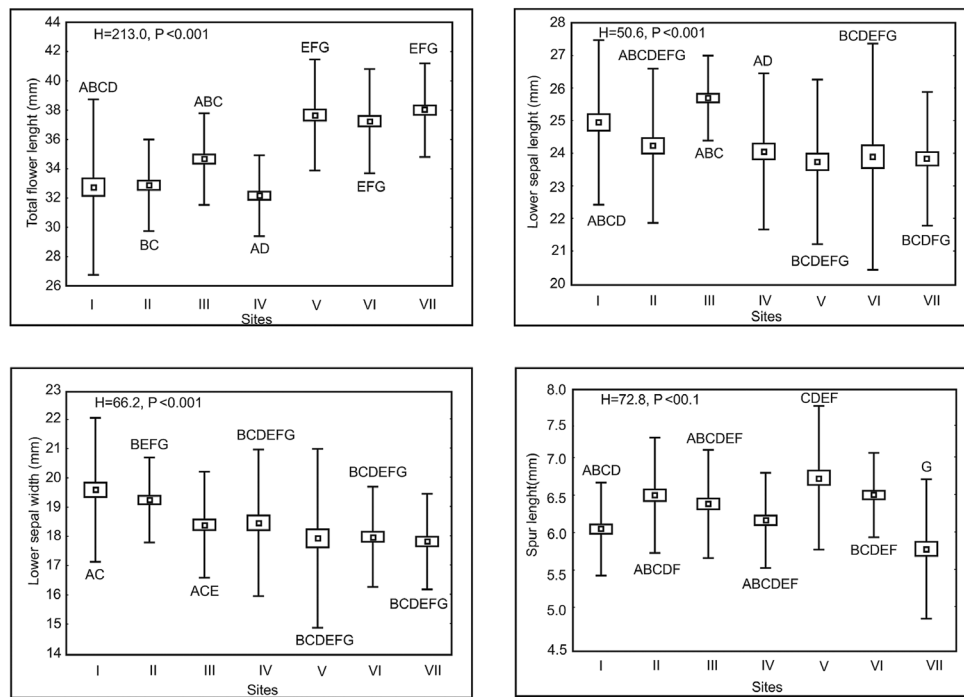 H=213.0, P<0.001
Total flower lenght (mm)
44
42
40
38
36
34
32
30
28
26
ABCD
BC
ABC
AD
EFG
EFG
EFG
I II III IV V VI VII
Sites
H=50.6, P<0.001
Lower sepal lenght (mm)
28
27
26
25
24
23
22
21
20
ABCD
ABCDEFG
ABC
AD
BCDEFG
BCDEFG
BCDFG
I II III IV V VI VII
Sites
H=66.2, P<0.001
Lower sepal width (mm)
23
22
21
20
19
18
17
16
15
14
AC
BEFG
ACE
BCDEFG
BCDEFG
BCDEFG
BCDEFG
I II III IV V VI VII
Sites
H=72.8, P<00.1
Spur lenght(mm)
8.0
7.5
7.0
6.5
6.0
5.5
5.0
4.5
ABCD
ABCDF
ABCDEF
ABCDEF
CDEF
BCDEF
G
I II III IV V VI VII
Sites